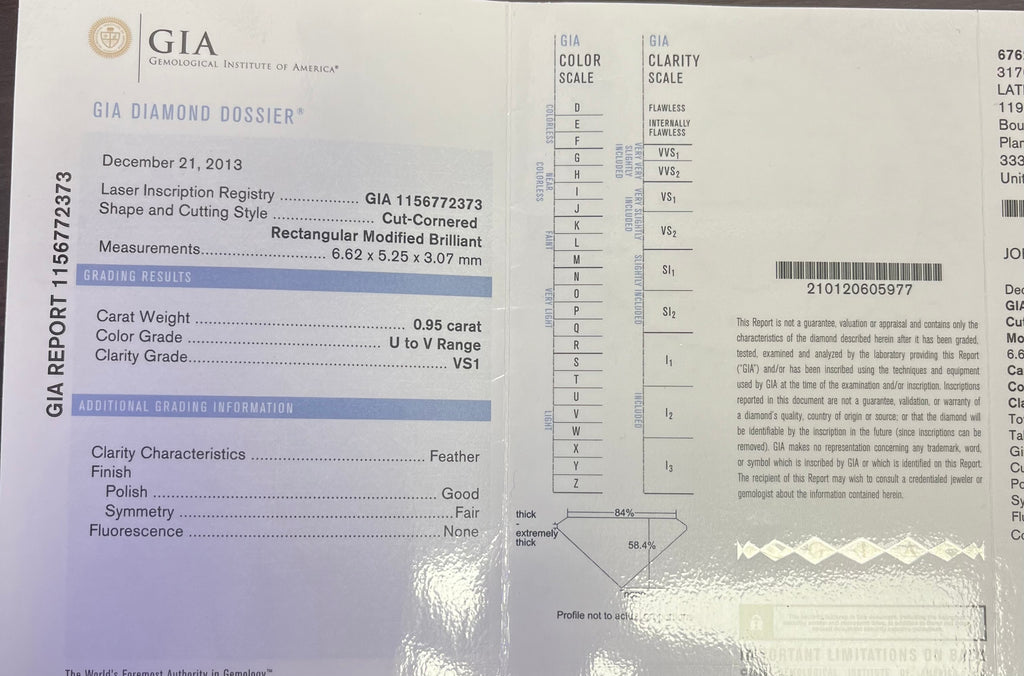 GIA
GEMOLOGICAL INSTITUTE OF AMERICA®
GIA DIAMOND DOSSIER®
GIA REPORT 1156772373
December 21, 2013
Laser Inscription Registry ................ GIA 1156772373
Shape and Cutting Style .................... Cut-Cornered
Rectangular Modified Brilliant
Measurements......................... 6.62 x 5.25 x 3.07 mm
GRADING RESULTS
Carat Weight ........................................... 0.95 carat
Color Grade ...................................... U to V Range
Clarity Grade.................................................... VS1
ADDITIONAL GRADING INFORMATION
Clarity Characteristics ................................... Feather
Finish
Polish .......................................................... Good
Symmetry ...................................................... Fair
Fluorescence .................................................. None
The World's Foremost Authority in Gemology™
GIA
COLOR
SCALE
COLORLESS
NEAR
COLORLESS
FAINT
VERY LIGHT
LIGHT
D
E
F
G
H
I
J
K
L
M
N
O
P
Q
R
S
T
U
V
W
X
Y
Z
GIA
CLARITY
SCALE
FLAWLESS
INTERNALLY
FLAWLESS
VERY VERY
SLIGHTLY
INCLUDED
VVS1
VVS2
VERY SLIGHTLY
INCLUDED
VS1
VS2
SLIGHTLY INCLUDED
SI1
SI2
INCLUDED
I1
I2
I3
thick
-
extremely
thick
84%
58.4%
Profile not to
210120605977
This Report is not a guarantee, valuation or appraisal and contains only the
characteristics of the diamond described herein after it has been graded,
tested, examined and analyzed by the laboratory providing this Report
("GIA") and/or has been inscribed using the techniques and equipment
used by GIA at the time of the examination and/or inscription. Inscriptions
reported in this document are not a guarantee, validation, or warranty of
a diamond's quality, country of origin or source; or that the diamond will
be identifiable by the inscription in the future (since inscriptions can be
removed). GIA makes no representation concerning any trademark, word,
or symbol which is inscribed by GIA or which is identified on this Report.
The recipient of this Report may wish to consult a credentialed jeweler or
gemologist about the information contained herein.
IMPORTANT LIMITATIONS ON BACK
676
317
LAT
119
Bou
Plan
333
Unit
JO
Dec
GIA
Cut
Mo
6.6
Ca
Co
Cla
To
Ta
Gi
Cu
Po
Sy
Flu
Co